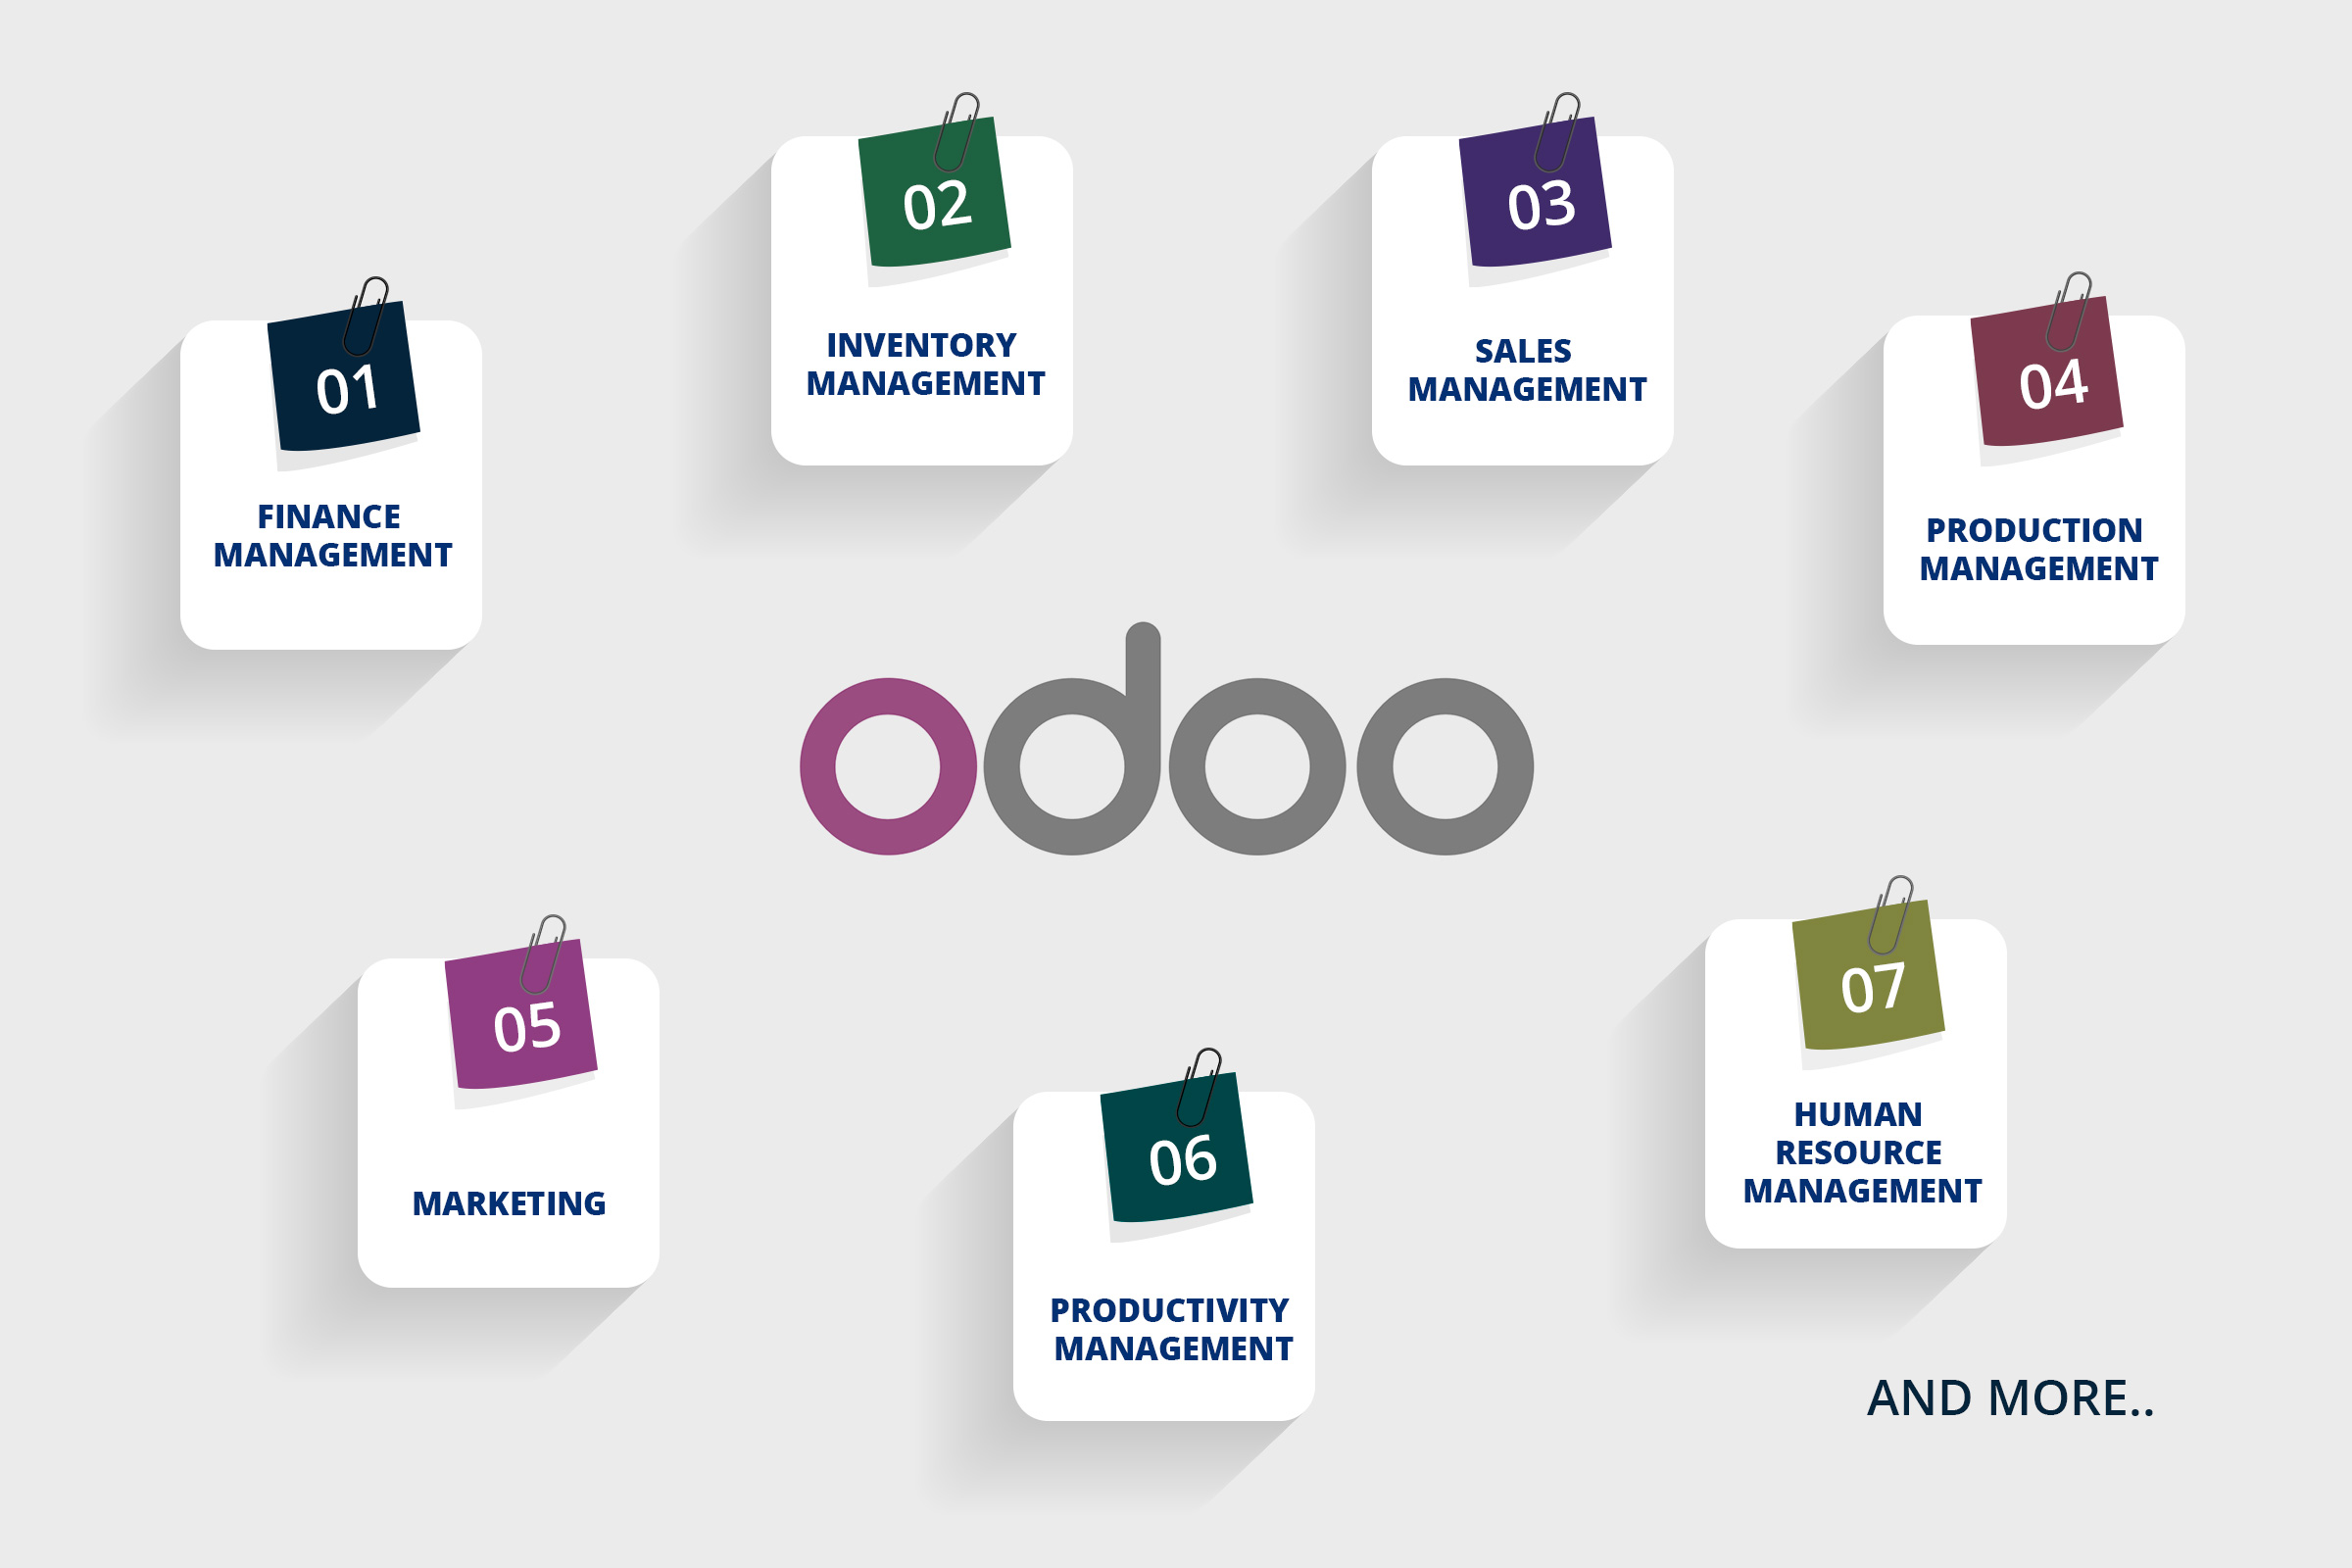 01
FINANCE
MANAGEMENT
02
INVENTORY
MANAGEMENT
03
SALES
MANAGEMENT
04
PRODUCTION
MANAGEMENT
odoo
05
MARKETING
06
PRODUCTIVITY
MANAGEMENT
07
HUMAN
RESOURCE
MANAGEMENT
AND MORE..